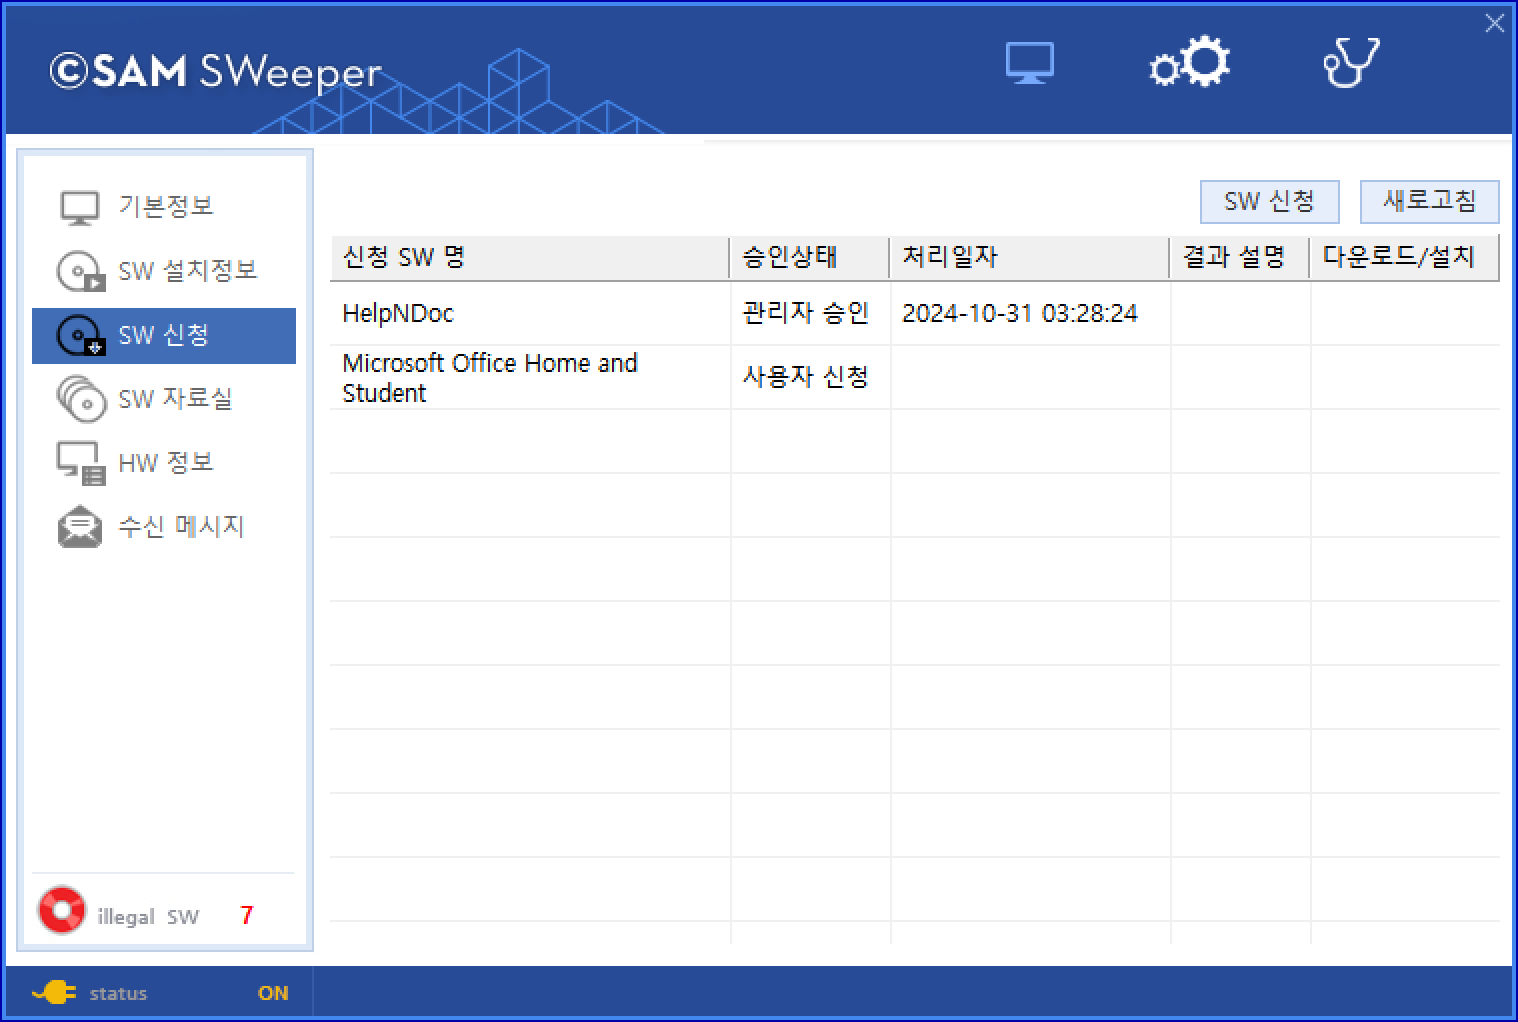 ©SAM SWeeper
기본정보
SW 설치정보
SW 신청
SW 자료실
HW 정보
수신 메시지
illegal SW 7
status ON
SW 신청 새로고침
신청 SW 명 승인상태 처리일자 결과 설명 다운로드/설치
HelpNDoc 관리자 승인 2024-10-31 03:28:24
Microsoft Office Home and
Student 사용자 신청